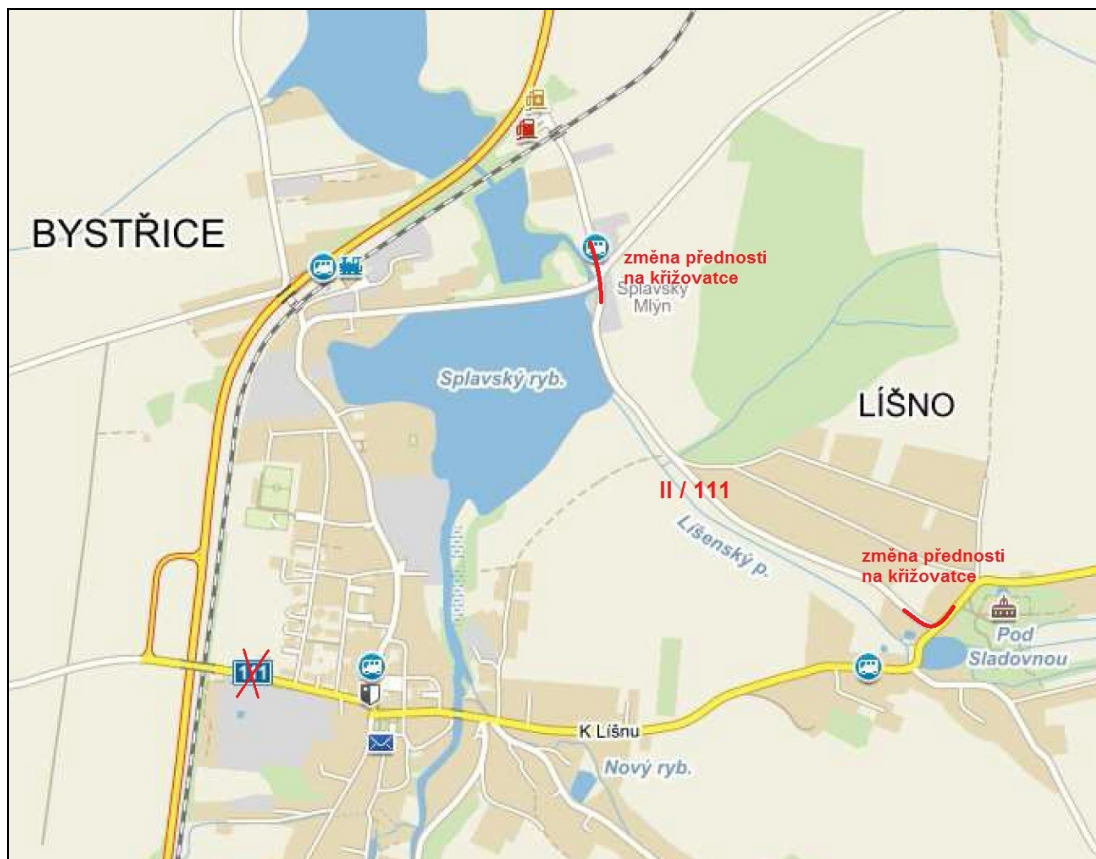 BYSTŘICE
změna přednosti
na křižovatce
Splavský
Mlýn
Splavský ryb.
LÍŠNO
II / 111
Líšenský p.
změna přednosti
na křižovatce
Pod
Sladovnou
111
K Líšnu
Nový ryb.